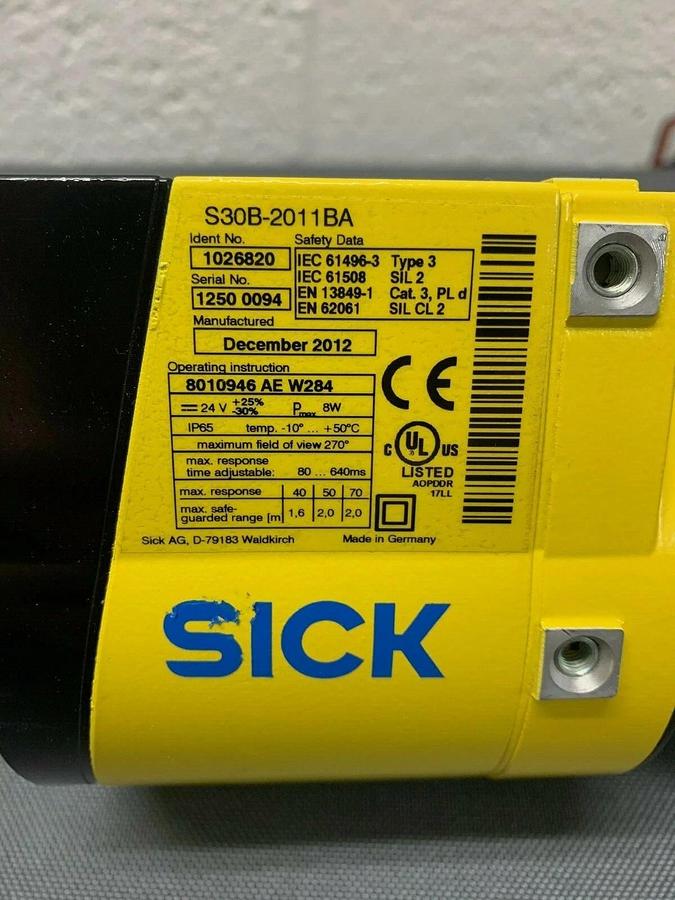 S30B-2011BA
Ident No. Safety Data
1026820 IEC 61496-3 Type 3
Serial No. IEC 61508 SIL 2
1250 0094 EN 13849-1 Cat. 3, PL d
EN 62061 SIL CL 2
Manufactured
December 2012
Operating instruction
8010946 AE W284
24 V +25% -30% Pmax 8W
IP65 temp. -10° ... +50°C
maximum field of view 270°
max. response
time adjustable: 80 ... 640ms
max. response 40 50 70
max. safe-
guarded range [m] 1,6 2,0 2,0
CE
C UL US
LISTED
AOPDDR
17LL
Sick AG, D-79183 Waldkirch Made in Germany
SICK